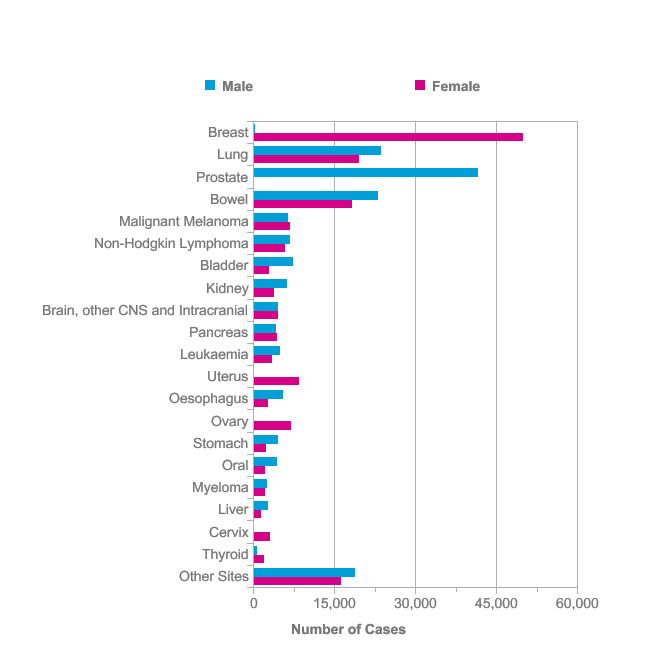 Male Female
Breast
Lung
Prostate
Bowel
Malignant Melanoma
Non-Hodgkin Lymphoma
Bladder
Kidney
Brain, other CNS and Intracranial
Pancreas
Leukaemia
Uterus
Oesophagus
Ovary
Stomach
Oral
Myeloma
Liver
Cervix
Thyroid
Other Sites
0 15,000 30,000 45,000 60,000
Number of Cases